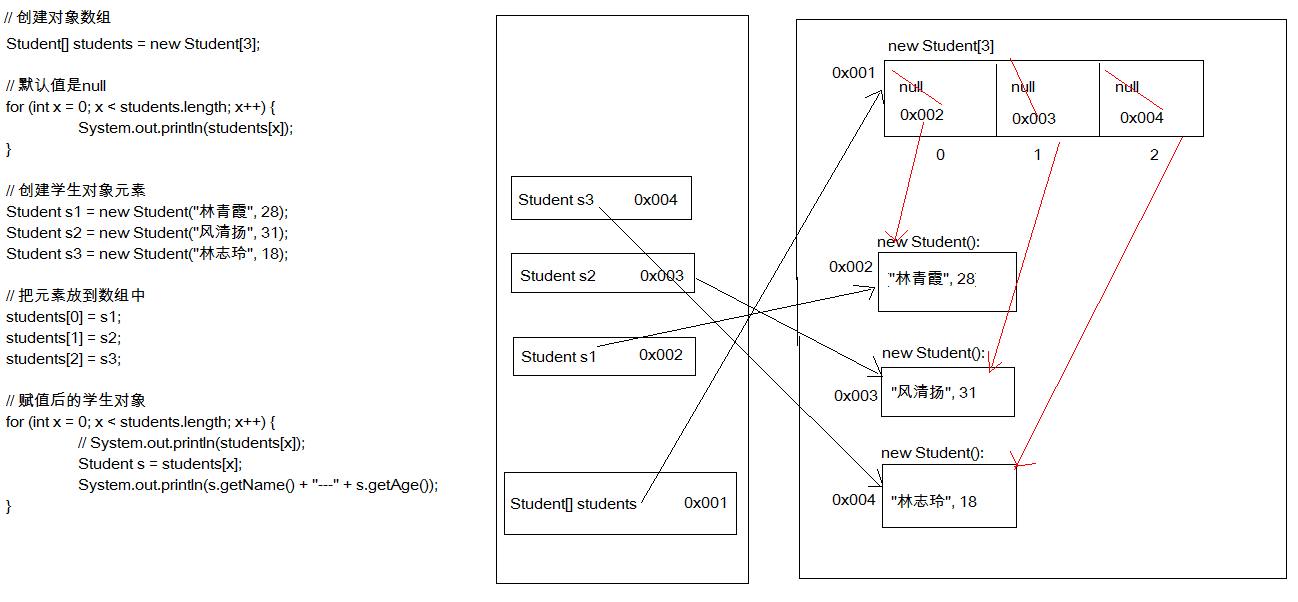 // 创建对象数组
Student[] students = new Student[3];
// 默认值是null
for (int x = 0; x < students.length; x++) {
System.out.println(students[x]);
}
// 创建学生对象元素
Student s1 = new Student("林青霞", 28);
Student s2 = new Student("风清扬", 31);
Student s3 = new Student("林志玲", 18);
// 把元素放到数组中
students[0] = s1;
students[1] = s2;
students[2] = s3;
// 赋值后的学生对象
for (int x = 0; x < students.length; x++) {
// System.out.println(students[x]);
Student s = students[x];
System.out.println(s.getName() + "---" + s.getAge());
}
Student s3 0x004
Student s2 0x003
Student s1 0x002
Student[] students 0x001
new Student[3]
0x001
null null null
0x002 0x003 0x004
0 1 2
new Student():
0x002
"林青霞", 28
new Student():
0x003
"风清扬", 31
new Student():
0x004
"林志玲", 18